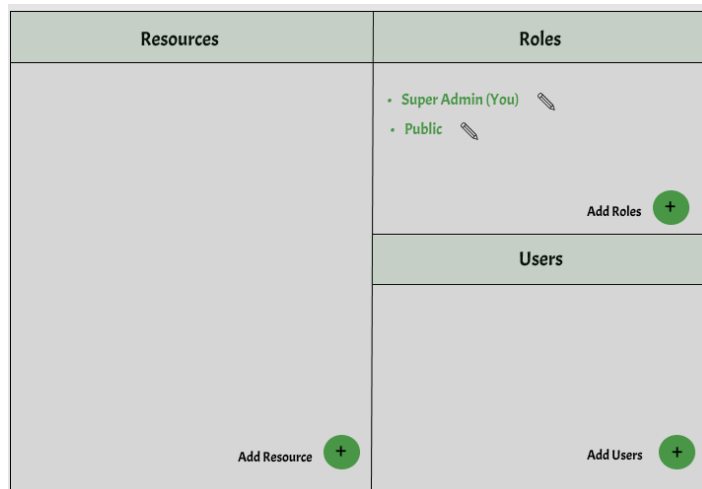 Resources
Roles
• Super Admin (You)
• Public
Add Roles +
Users
Add Resource +
Add Users +